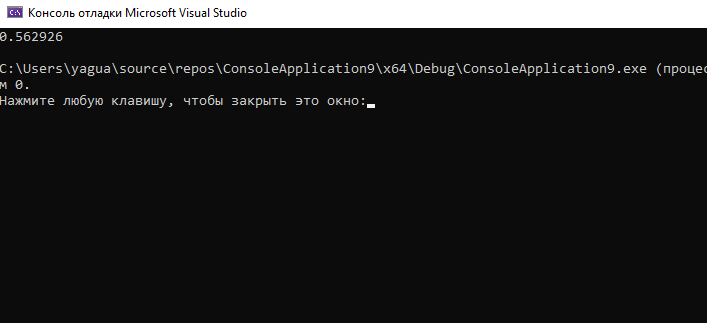 Консоль отладки Microsoft Visual Studio
0.562926
C:\Users\yagua\source\repos\ConsoleApplication9\x64\Debug\ConsoleApplication9.exe (процес
м 0.
Нажмите любую клавишу, чтобы закрыть это окно: